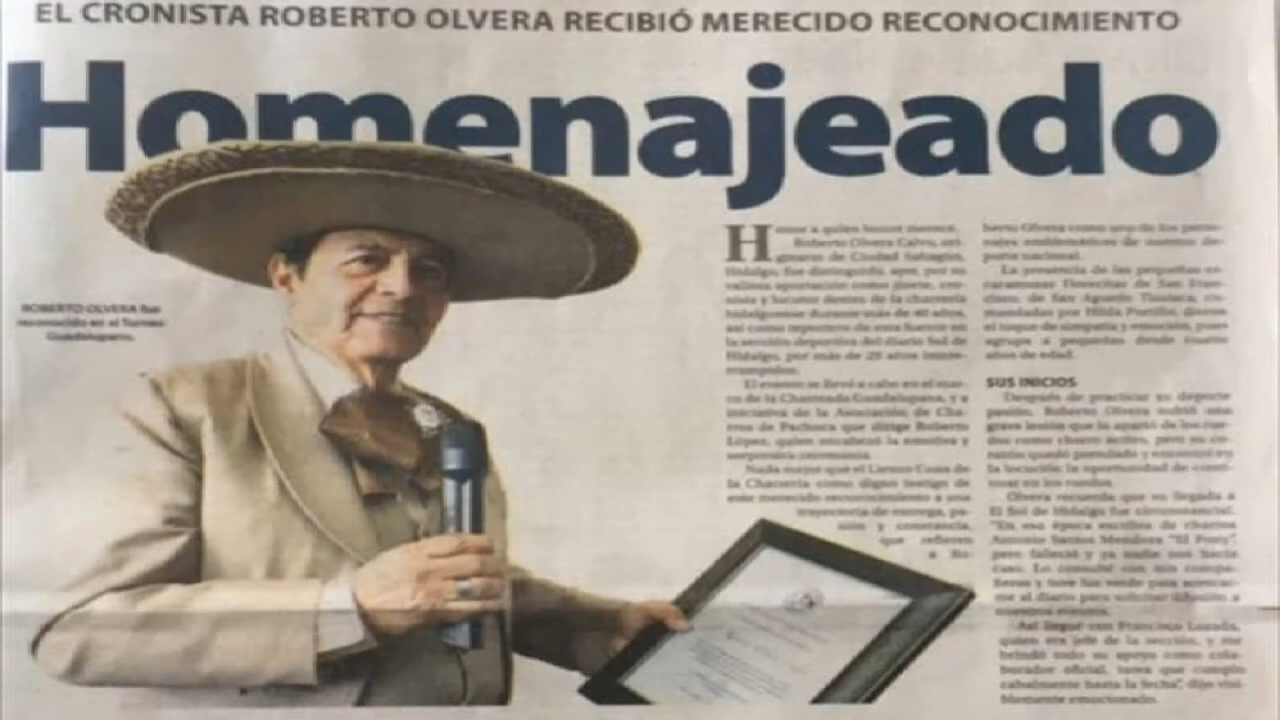 EL CRONISTA ROBERTO OLVERA RECIBIÓ MERECIDO RECONOCIMIENTO
Homenajeado
ROBERTO OLVERA fue
reconocido en el Torneo
Guadalupano.
Honor a quien honor merece.
Roberto Olvera Calvo, ori-
ginario de Ciudad Sahagún,
Hidalgo, fue distinguido, ayer, por su
valiosa aportación como jinete, cro-
nista y locutor dentro de la charrería
hidalguense durante más de 40 años,
así como reportero de esta fuente en
la sección deportiva del diario Sol de
Hidalgo, por más de 25 años ininte-
rrumpidos.
El evento se llevó a cabo en el mar-
co de la Charreada Guadalupana, y a
iniciativa de la Asociación de Cha-
rros de Pachuca que dirige Roberto
López, quien encabezó la emotiva y
sorpresiva ceremonia.
Nada mejor que el Lienzo Cuna de
la Charrería como digno testigo de
este merecido reconocimiento a una
trayectoria de entrega, pa-
sión y constancia,
que refieren
a Ro-
berto Olvera como uno de los perso-
najes emblemáticos de nuestro de-
porte nacional.
La presencia de las pequeñas es-
caramuzas Florecitas de San Fran-
cisco, de San Agustín Tlaxiaca, co-
mandadas por Hilda Portillo, dieron
el toque de simpatía y emoción, pues
agrupa a pequeñas desde cuatro
años de edad.
SUS INICIOS
Después de practicar su deporte
pasión, Roberto Olvera sufrió una
grave lesión que lo apartó de los rue-
dos como charro activo, pero su co-
razón quedó prendado y encontró en
la locución la oportunidad de conti-
nuar en los ruedos.
Olvera recuerda que su llegada a
El Sol de Hidalgo fue circunstancial.
"En esa época escribía de charros
Antonio Santos Mendoza "El Pony",
pero falleció y ya nadie nos hacía
caso. Lo consulté con mis compa-
ñeros y tuve luz verde para acercar-
me al diario para solicitar difusión a
nuestros eventos.
Así llegué con Francisco Lozada,
quien era jefe de la sección, y me
brindó todo su apoyo como cola-
borador oficial, tarea que cumplo
cabalmente hasta la fecha", dijo visi-
blemente emocionado.